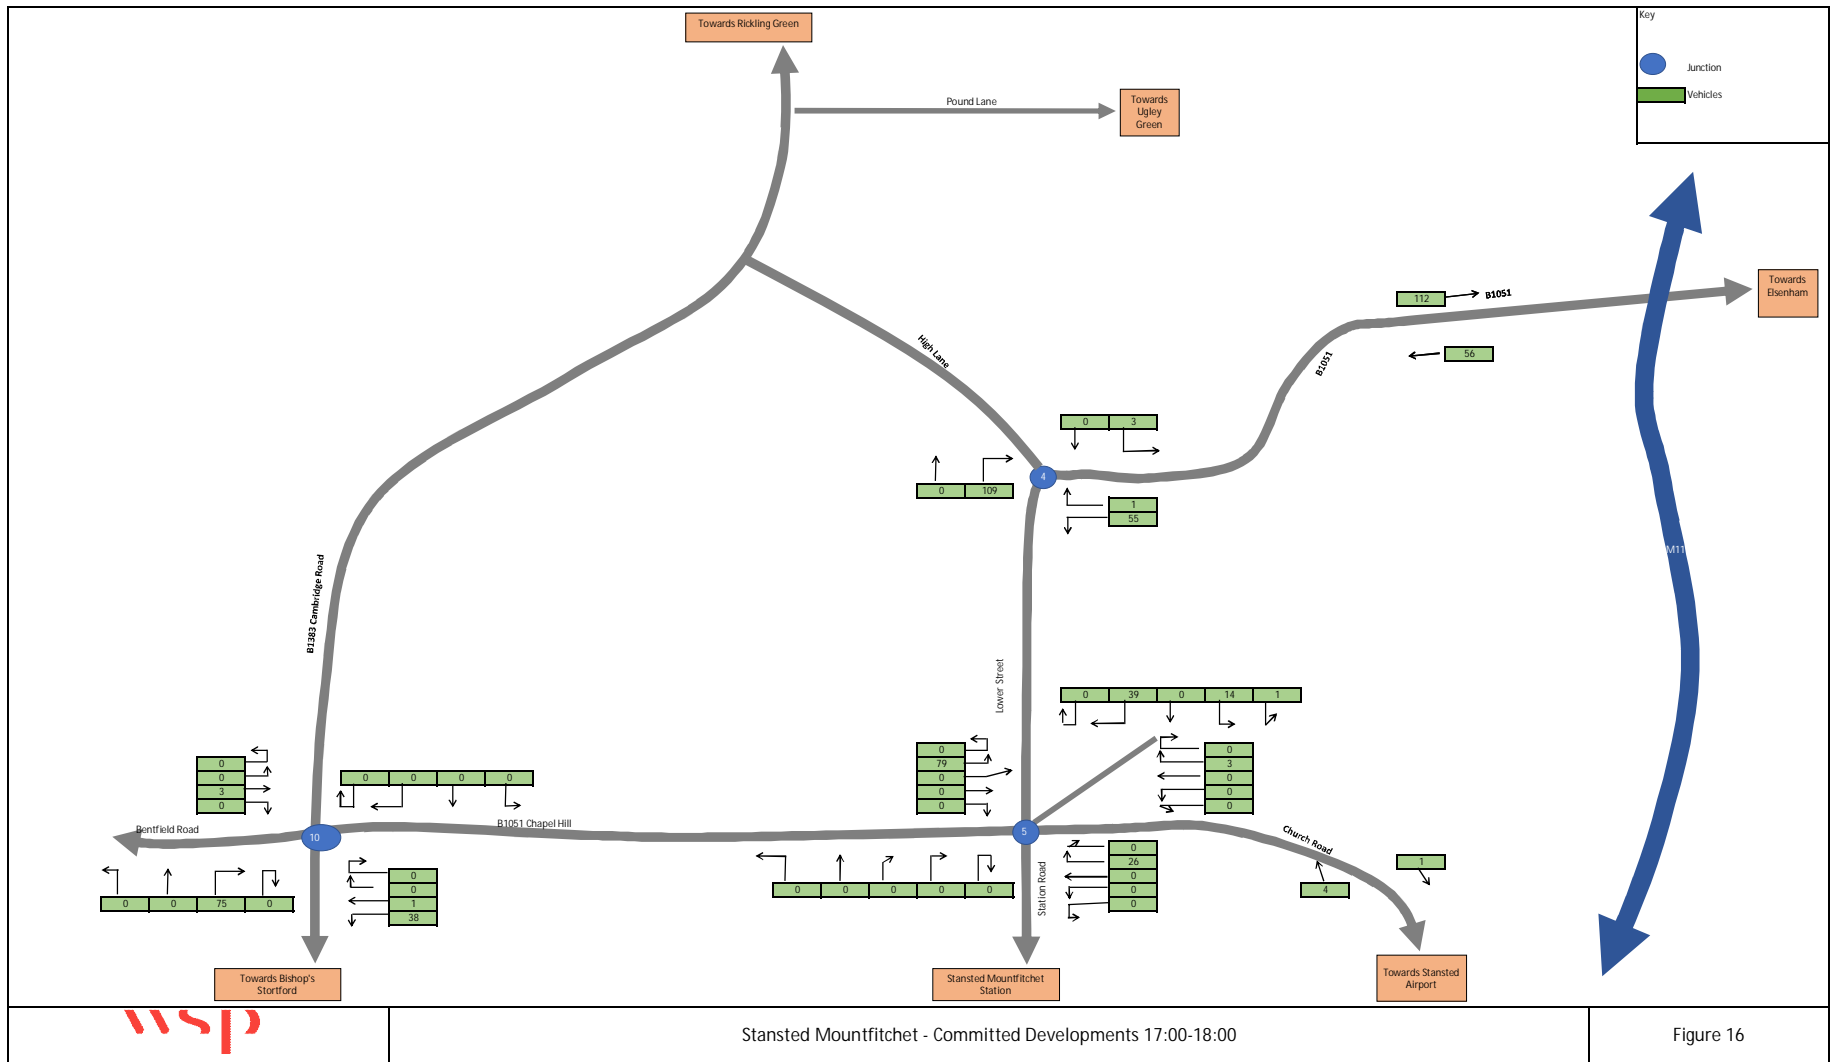 Towards Rickling Green
Key
Junction
Vehicles
Pound Lane
Towards
Ugley
Green
Towards
Elsenham
112
B1051
56
B1051
High Lane
0 3
4
0 109
1
55
M11
B1383 Cambridge Road
Lower Street
0 39 0 14 1
0
79
0
0
0
0
3
0
0
0
0
0
3
0
0 0 0 0
Bentfield Road
10
B1051 Chapel Hill
5
Church Road
0 0 75 0
0
0
1
38
0 0 0 0 0
Station Road
0
26
0
0
0
1
4
Towards Bishop's
Stortford
Stansted Mountfitchet
Station
Towards Stansted
Airport
wsp
Stansted Mountfitchet - Committed Developments 17:00-18:00
Figure 16